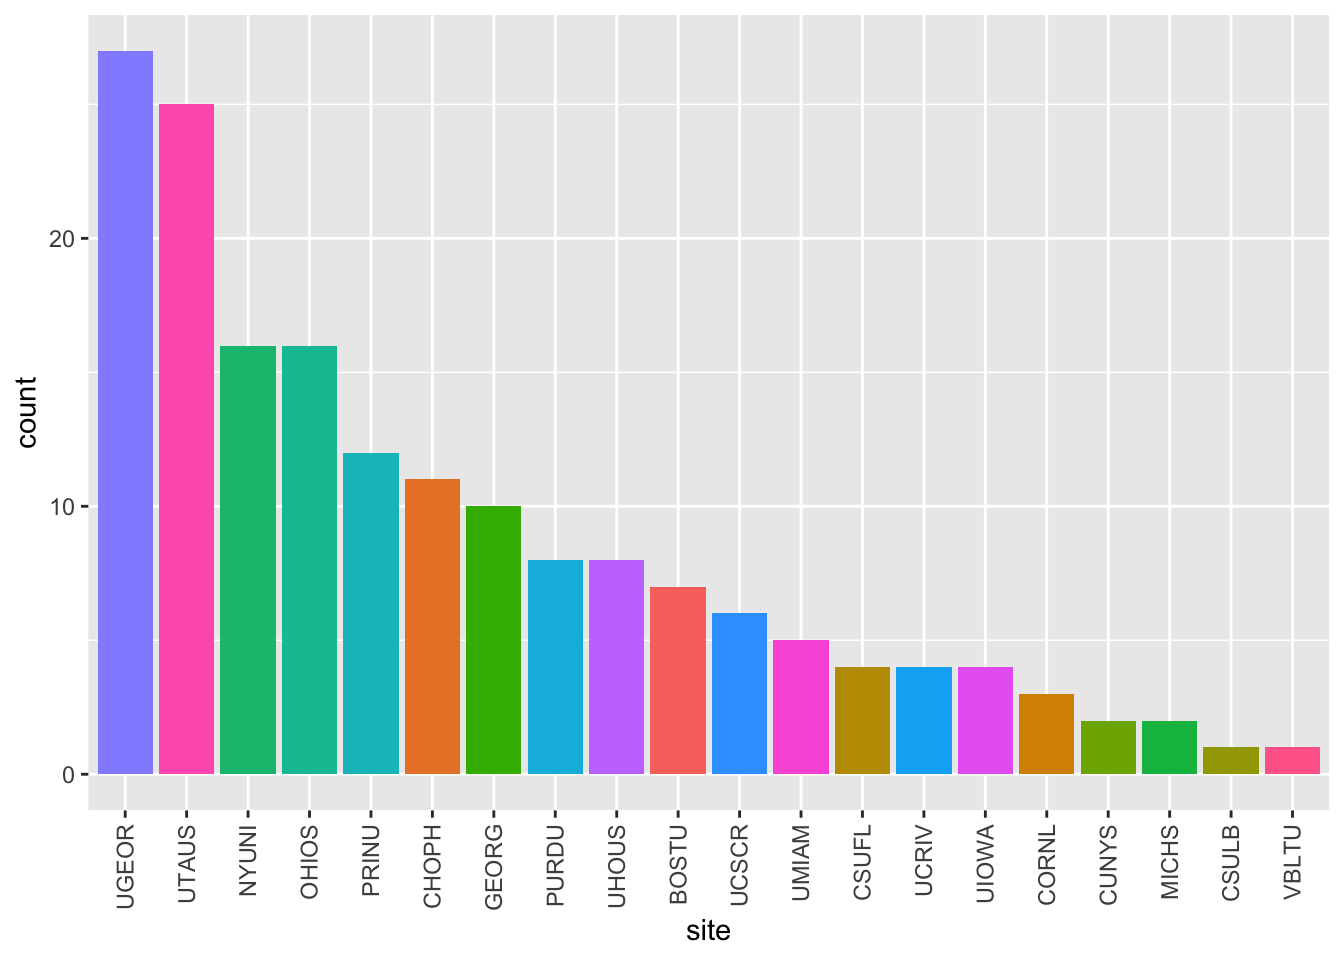 count
20
10
0
UGEOR
UTAUS
NYUNI
OHIOS
PRINU
CHOPH
GEORG
PURDU
UHOUS
BOSTU
UCSCR
UMIAM
CSUFL
UCRIV
UIOWA
CORNL
CUNYS
MICHS
CSULB
VBLTU
site